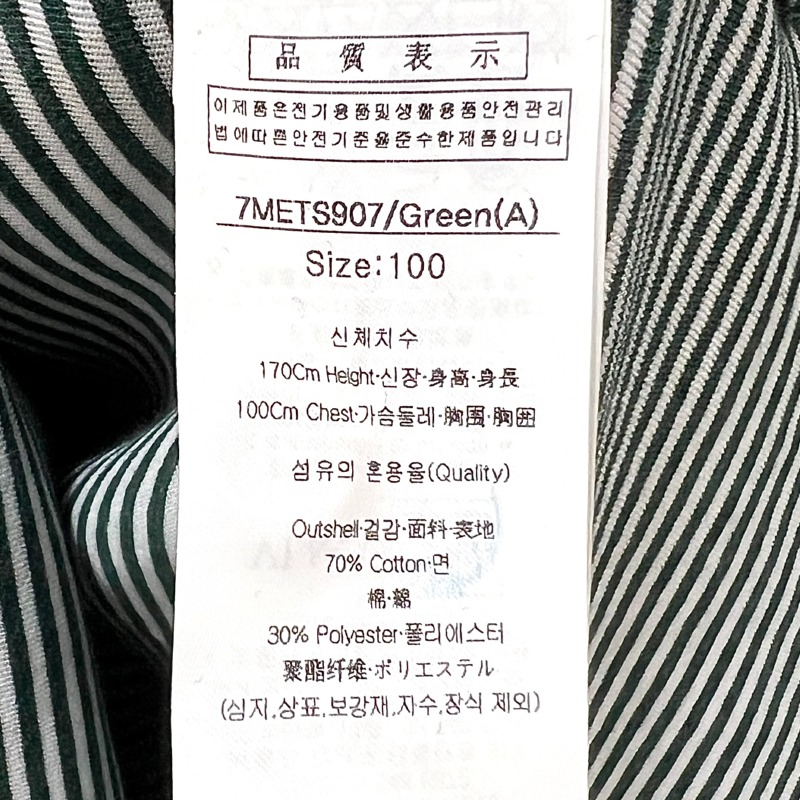 品質表示
이제품은전기용품및생활용품안전관리
법에따른안전기준을준수한제품입니다
7METS907/Green(A)
Size:100
신체치수
170Cm Height·신장·身高·身長
100Cm Chest·가슴둘레·胸围·胸囲
섬유의 혼용율(Quality)
Outshell·겉감·面料·表地
70% Cotton·면
棉·綿
30% Polyester·폴리에스터
聚酯纤维·ポリエステル
(심지,상표,보강재,자수,장식 제외)